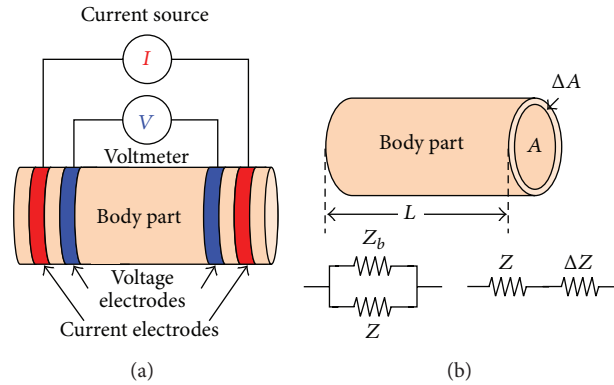 Current source
I
V
Voltmeter
Body part
Voltage
electrodes
Current electrodes
(a)
ΔA
Body part
A
L
Z_b
Z
Z
ΔZ
(b)